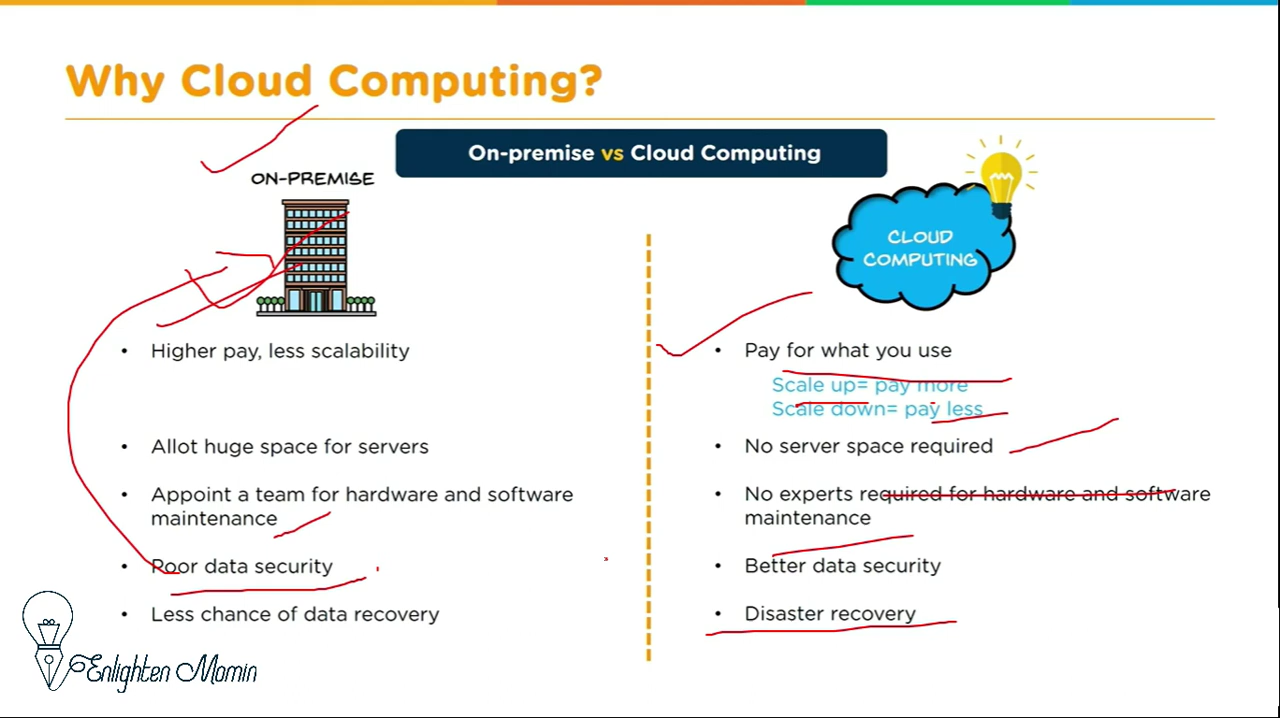 Why Cloud Computing?
On-premise vs Cloud Computing
ON-PREMISE
CLOUD
COMPUTING
• Higher pay, less scalability
• Allot huge space for servers
• Appoint a team for hardware and software
maintenance
• Poor data security
• Less chance of data recovery
• Pay for what you use
Scale up= pay more
Scale down= pay less
• No server space required
• No experts required for hardware and software
maintenance
• Better data security
• Disaster recovery
Enlighten Momin